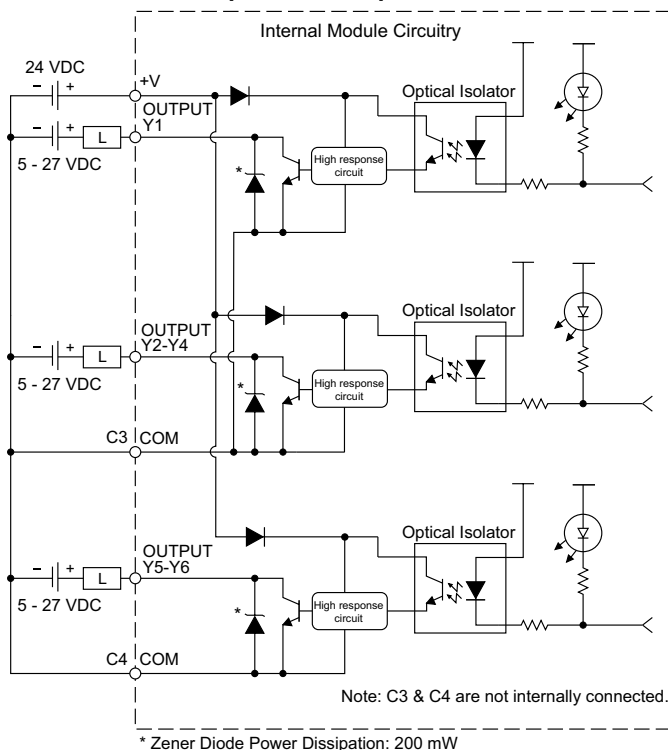 Internal Module Circuitry
24 VDC
− +
+V
Optical Isolator
OUTPUT
Y1
− +
L
5 - 27 VDC
*
High response
circuit
Optical Isolator
OUTPUT
Y2-Y4
− +
L
5 - 27 VDC
*
High response
circuit
C3
COM
Optical Isolator
OUTPUT
Y5-Y6
− +
L
5 - 27 VDC
*
High response
circuit
C4
COM
Note: C3 & C4 are not internally connected.
* Zener Diode Power Dissipation: 200 mW